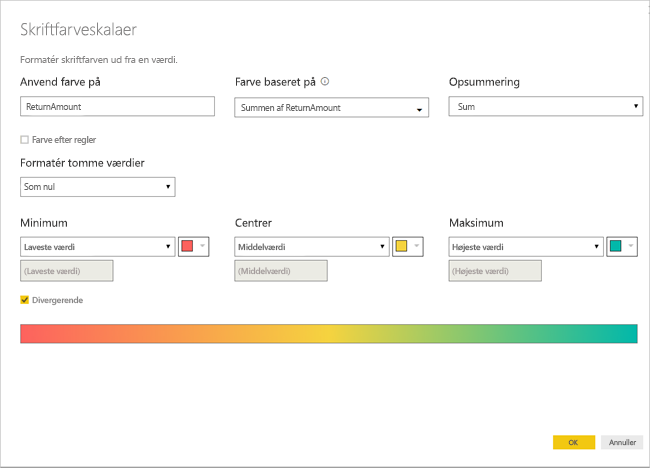 Skriftfarveskalaer
Formatér skriftfarven ud fra en værdi.
Anvend farve på Farve baseret på Opsummering
ReturnAmount Summen af ReturnAmount Sum
Farve efter regler
Formatér tomme værdier
Som nul
Minimum Centrer Maksimum
Laveste værdi Middelværdi Højeste værdi
(Laveste værdi) (Middelværdi) (Højeste værdi)
Divergerende
OK Annuller